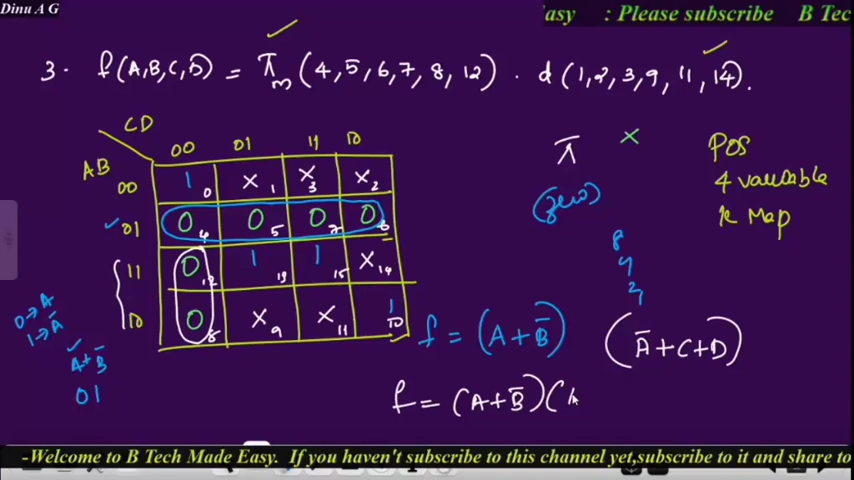 Dinu A G
asy : Please subscribe B Tec
3. f(A,B,C,D) = π m (4,5,6,7,8,12) . d(1,2,3,9,11,14).
CD
AB 00 01 11 10
00 1 0 X 1 X 3 X 2
01 0 4 0 5 0 7 0 6
11 0 12 1 13 1 15 X 14
10 0 8 X 9 X 11 1 10
π X
(zero)
POS
4 variable
K Map
8
4
2
0→A
1→A̅
A+B̅
01
f = (A+B̅) (A̅+C+D)
f = (A+B̅)(
-Welcome to B Tech Made Easy. If you haven't subscribe to this channel yet,subscribe to it and share to